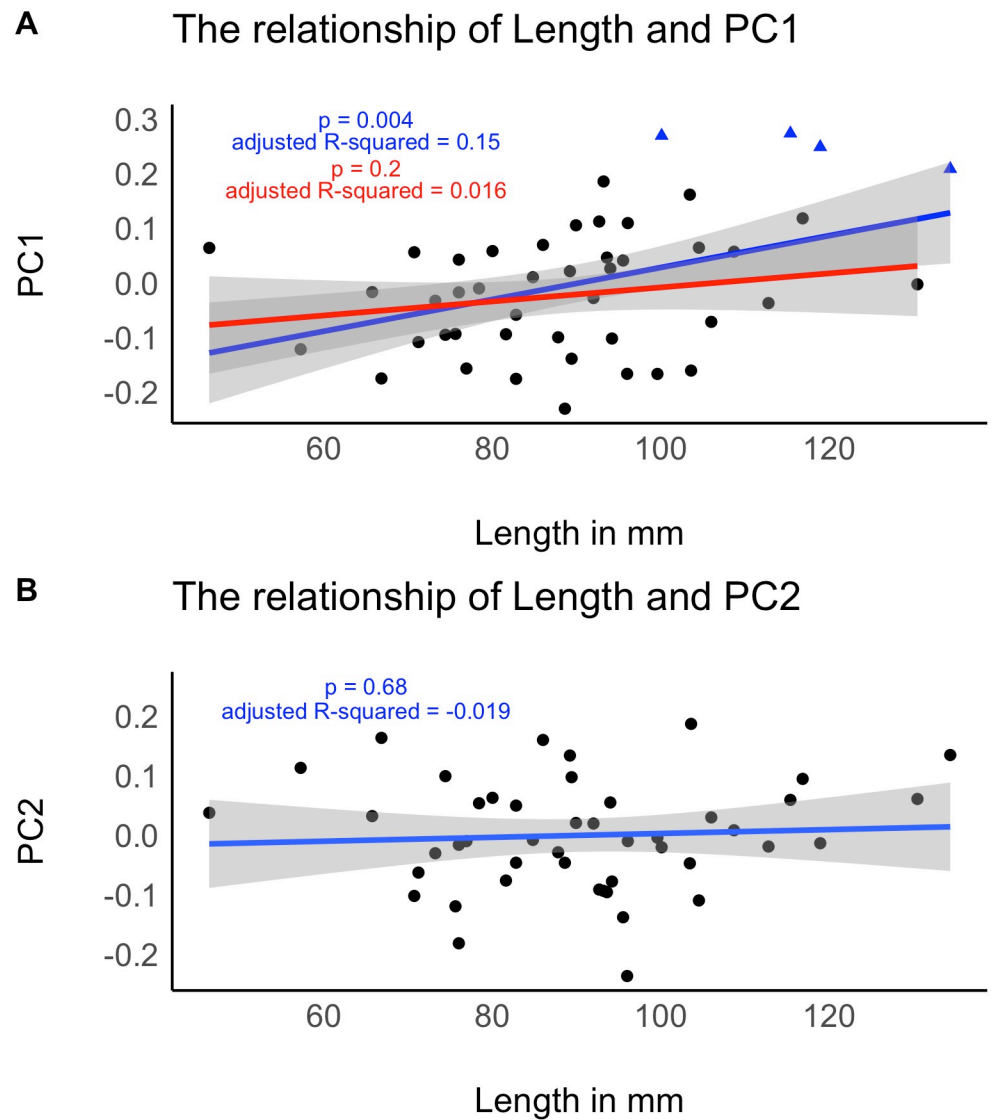 A
The relationship of Length and PC1
p = 0.004
adjusted R-squared = 0.15
p = 0.2
adjusted R-squared = 0.016
PC1
0.3
0.2
0.1
0.0
-0.1
-0.2
60 80 100 120
Length in mm
B
The relationship of Length and PC2
p = 0.68
adjusted R-squared = -0.019
PC2
0.2
0.1
0.0
-0.1
-0.2
60 80 100 120
Length in mm